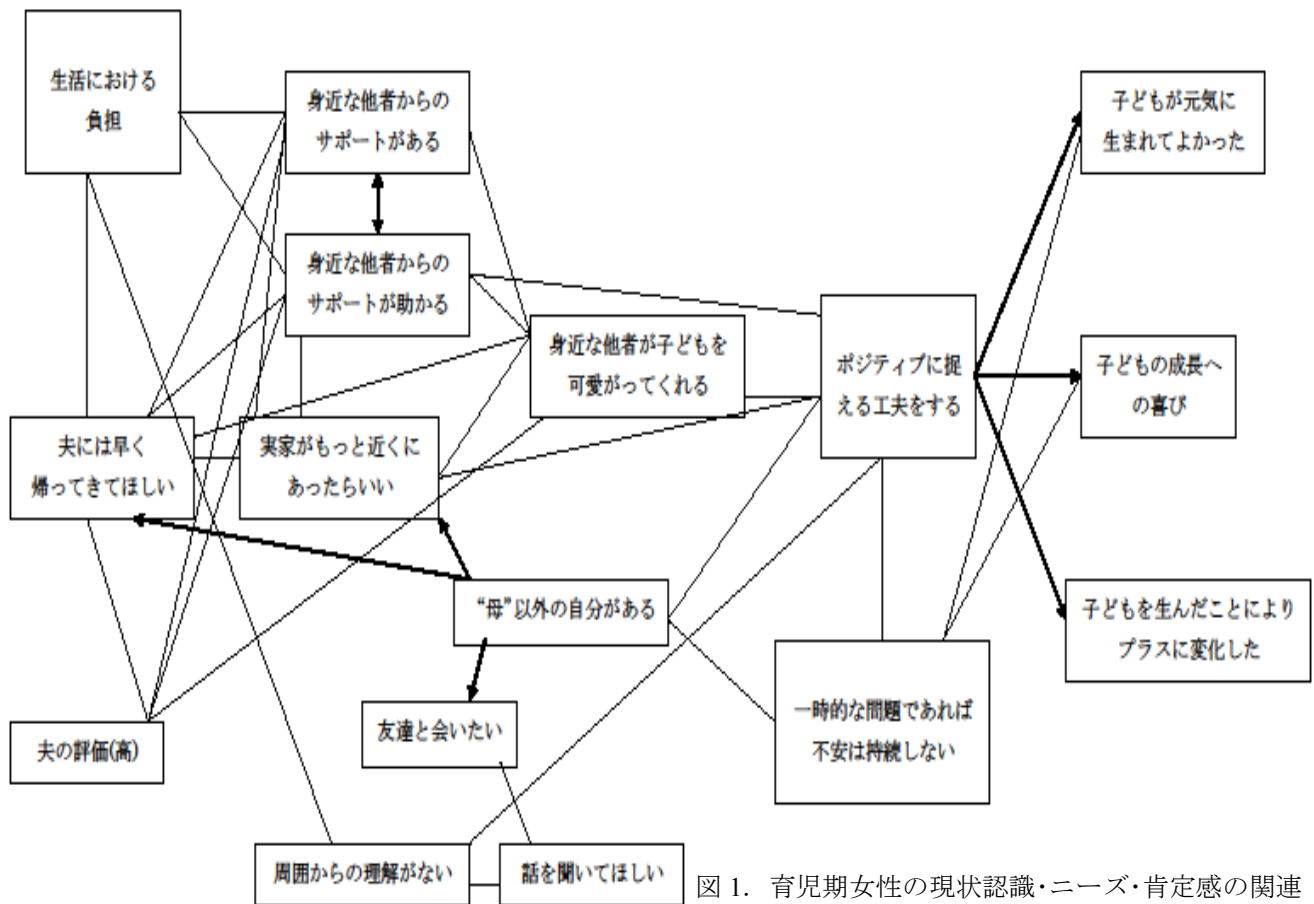 生活における
負担
身近な他者からの
サポートがある
子どもが元気に
生まれてよかった
身近な他者からの
サポートが助かる
身近な他者が子どもを
可愛がってくれる
ポジティブに捉
える工夫をする
子どもの成長へ
の喜び
夫には早く
帰ってきてほしい
実家がもっと近くに
あったらいい
“母”以外の自分がある
子どもを生んだことにより
プラスに変化した
友達と会いたい
一時的な問題であれば
不安は持続しない
夫の評価(高)
周囲からの理解がない
話を聞いてほしい
図 1. 育児期女性の現状認識・ニーズ・肯定感の関連